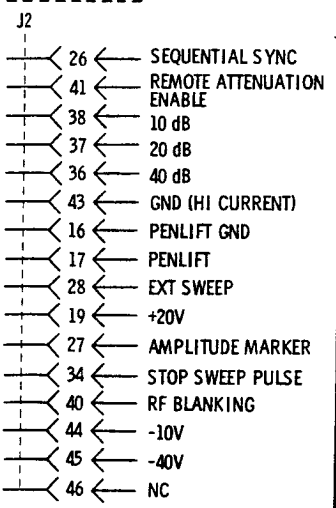 J2
26 SEQUENTIAL SYNC
41 REMOTE ATTENUATION
ENABLE
38 10 dB
37 20 dB
36 40 dB
43 GND (HI CURRENT)
16 PENLIFT GND
17 PENLIFT
28 EXT SWEEP
19 +20V
27 AMPLITUDE MARKER
34 STOP SWEEP PULSE
40 RF BLANKING
44 -10V
45 -40V
46 NC